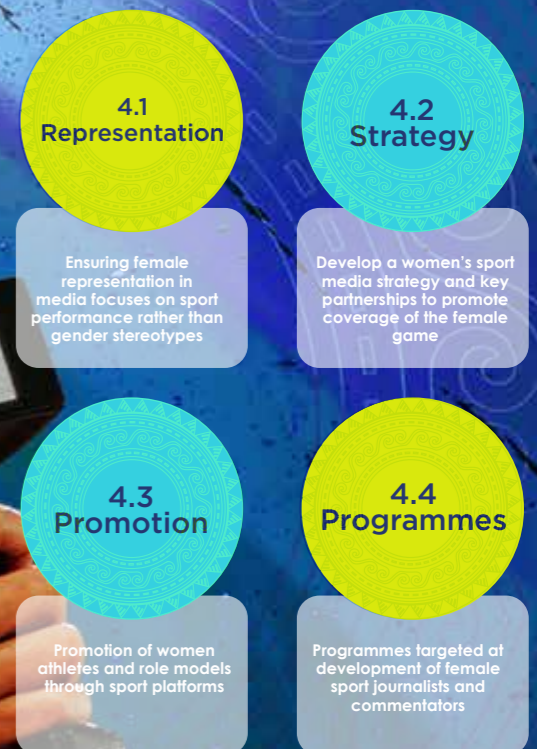 4.1
Representation
Ensuring female
representation in
media focuses on sport
performance rather than
gender stereotypes
4.2
Strategy
Develop a women's sport
media strategy and key
partnerships to promote
coverage of the female
game
4.3
Promotion
Promotion of women
athletes and role models
through sport platforms
4.4
Programmes
Programmes targeted at
development of female
sport journalists and
commentators